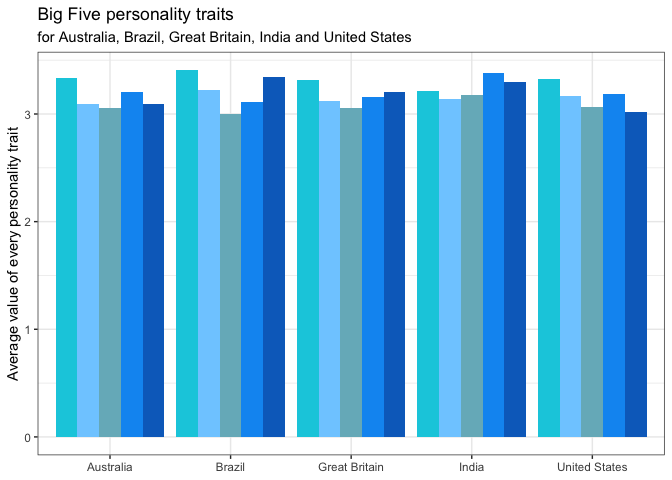 Big Five personality traits
for Australia, Brazil, Great Britain, India and United States
Average value of every personality trait
3
2
1
0
Australia
Brazil
Great Britain
India
United States